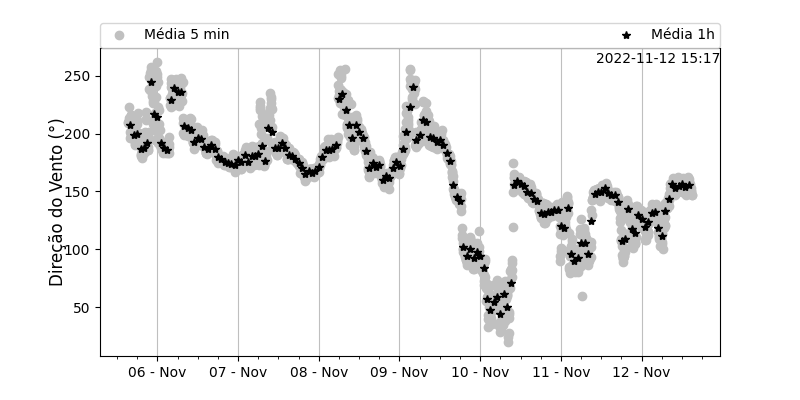 Média 5 min
Média 1h
2022-11-12 15:17
Direção do Vento (°)
250
200
150
100
50
06 - Nov
07 - Nov
08 - Nov
09 - Nov
10 - Nov
11 - Nov
12 - Nov